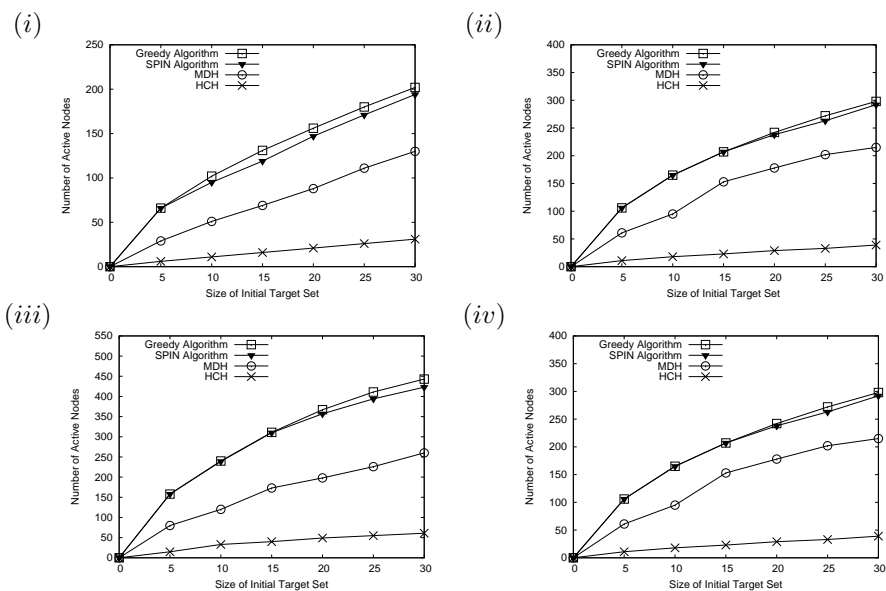 (i)
250
200
150
100
50
0
Number of Active Nodes
Greedy Algorithm
SPIN Algorithm
MDH
HCH
0 5 10 15 20 25 30
Size of Initial Target Set
(ii)
400
350
300
250
200
150
100
50
0
Number of Active Nodes
Greedy Algorithm
SPIN Algorithm
MDH
HCH
0 5 10 15 20 25 30
Size of Initial Target Set
(iii)
550
500
450
400
350
300
250
200
150
100
50
0
Number of Active Nodes
Greedy Algorithm
SPIN Algorithm
MDH
HCH
0 5 10 15 20 25 30
Size of Initial Target Set
(iv)
400
350
300
250
200
150
100
50
0
Number of Active Nodes
Greedy Algorithm
SPIN Algorithm
MDH
HCH
0 5 10 15 20 25 30
Size of Initial Target Set